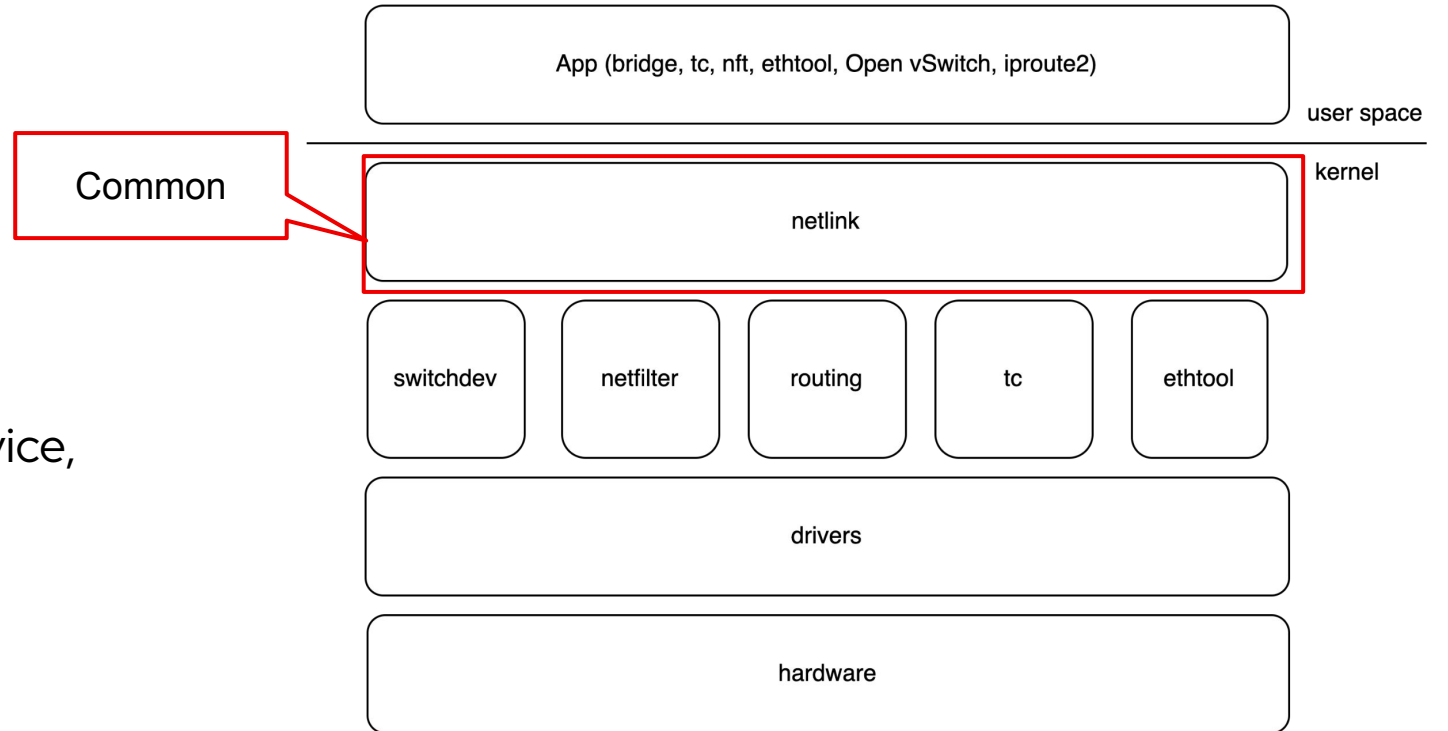 App (bridge, tc, nft, ethtool, Open vSwitch, iproute2)
user space
kernel
Common
netlink
switchdev
netfilter
routing
tc
ethtool
vice,
drivers
hardware